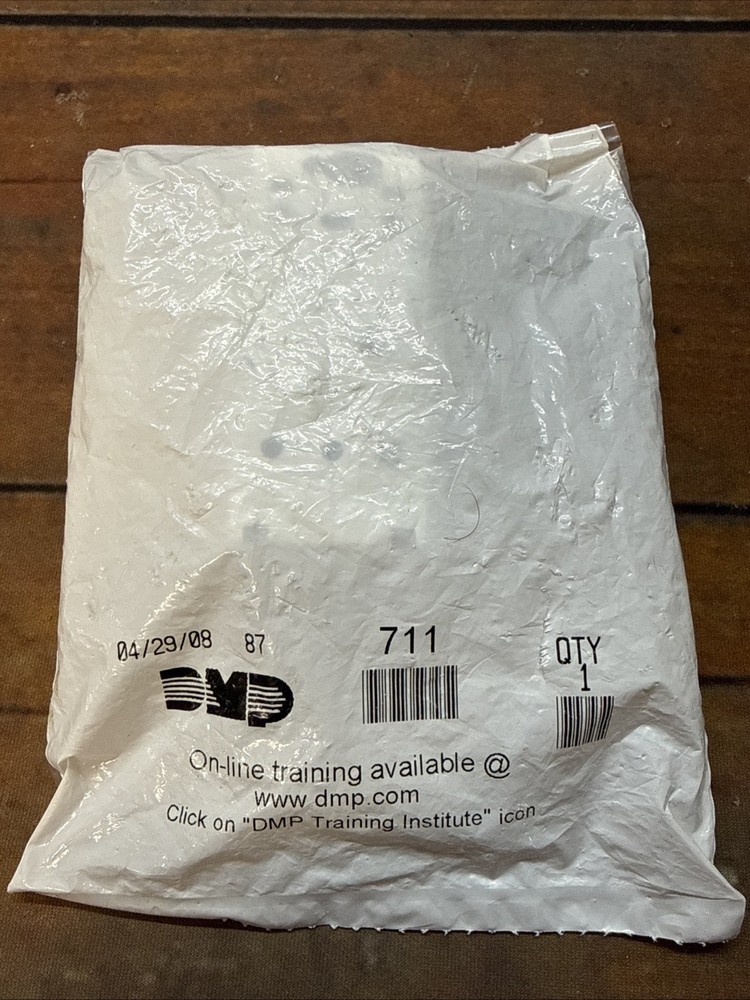 04/29/08 87
711
QTY
1
DMP
On-line training available @
www.dmp.com
Click on "DMP Training Institute" icon